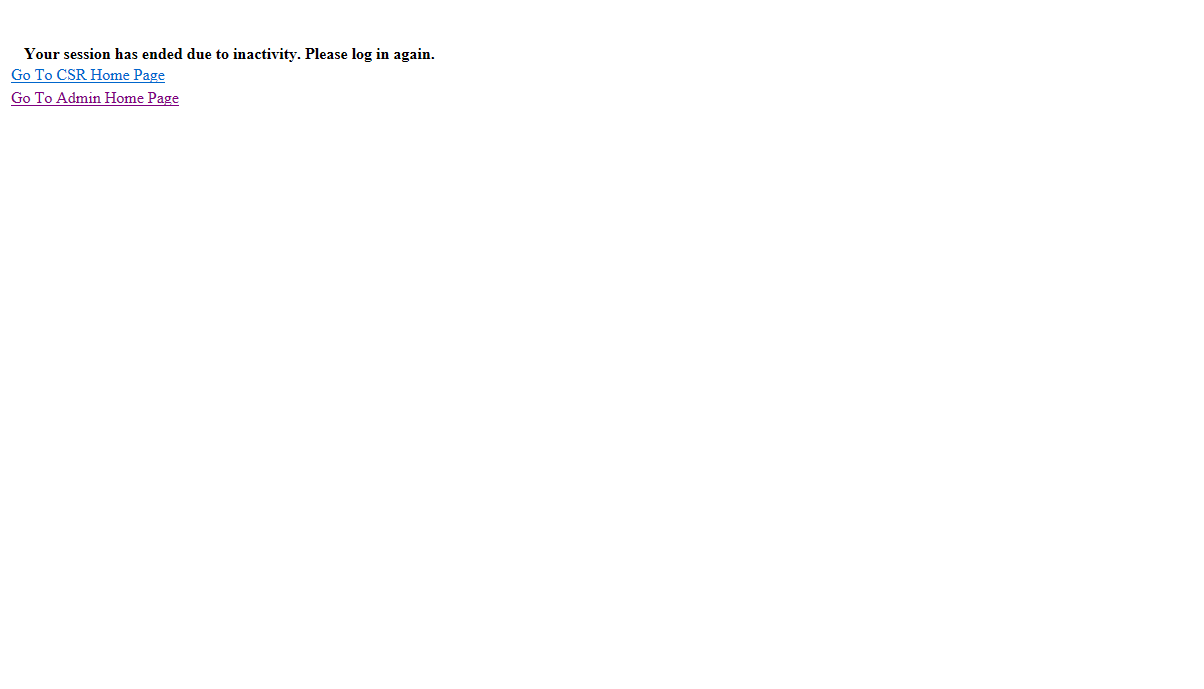 Your session has ended due to inactivity. Please log in again.
Go To CSR Home Page
Go To Admin Home Page